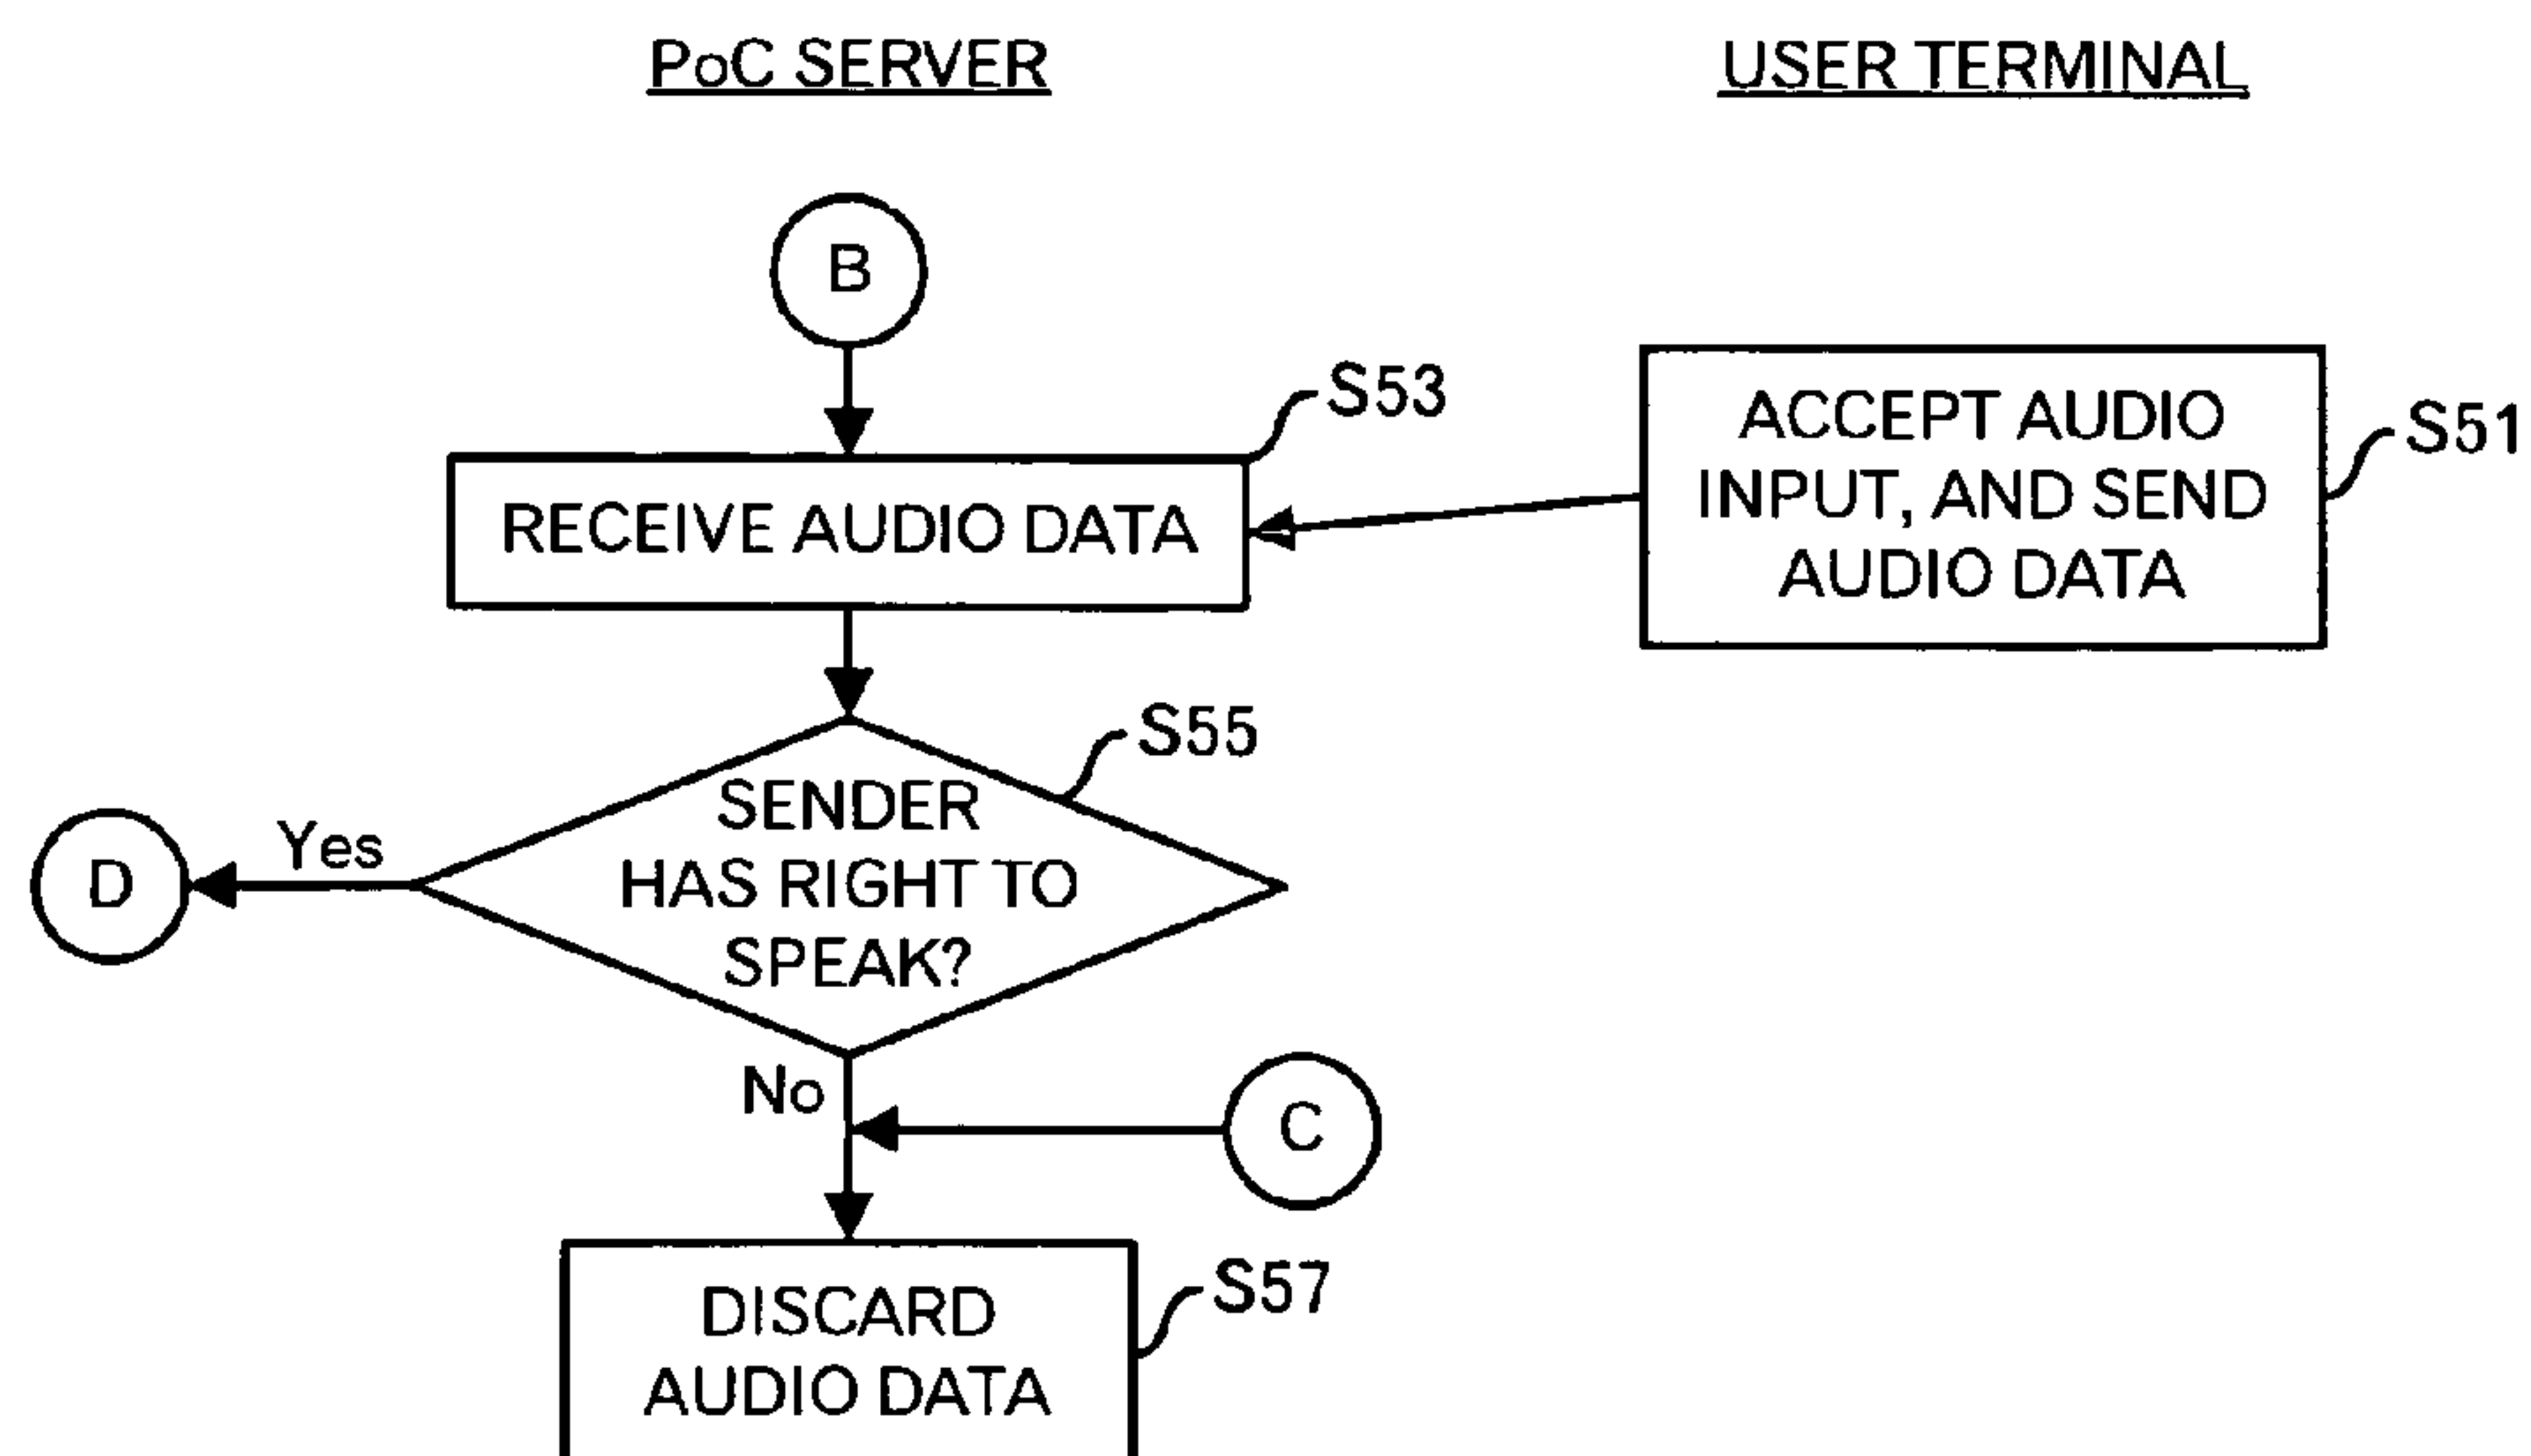 PoC SERVER
USER TERMINAL
B
S53
RECEIVE AUDIO DATA
ACCEPT AUDIO
INPUT, AND SEND
AUDIO DATA
S51
S55
SENDER
HAS RIGHT TO
SPEAK?
Yes
D
No
C
S57
DISCARD
AUDIO DATA